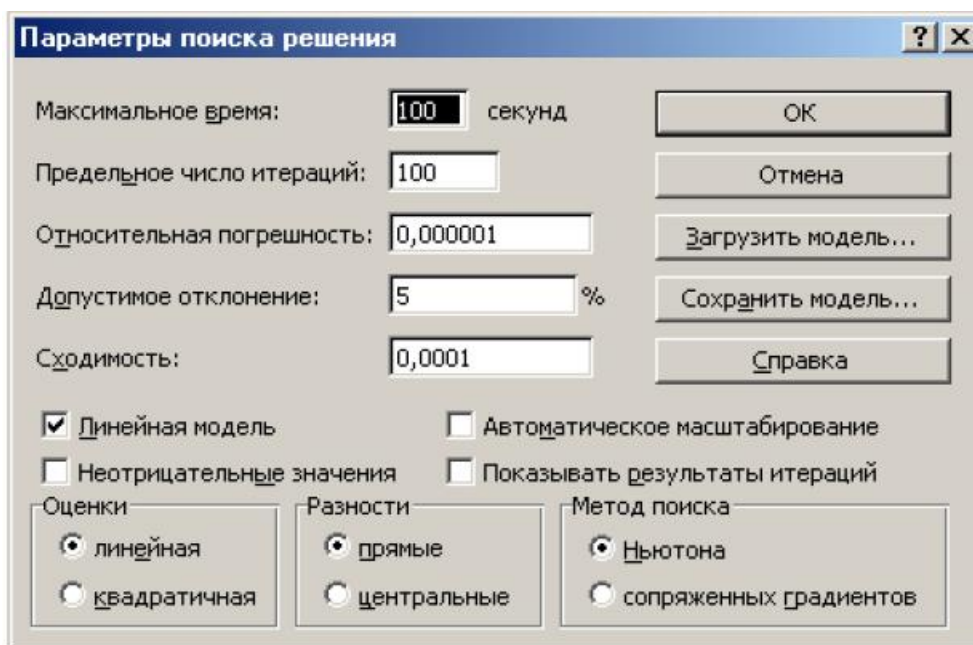 Параметры поиска решения
Максимальное время: 100 секунд
OK
Предельное число итераций: 100
Отмена
Относительная погрешность: 0,000001
Загрузить модель...
Допустимое отклонение: 5 %
Сохранить модель...
Сходимость: 0,0001
Справка
Линейная модель
Автоматическое масштабирование
Неотрицательные значения
Показывать результаты итераций
Оценки
Разности
Метод поиска
линейная
прямые
Ньютона
квадратичная
центральные
сопряженных градиентов